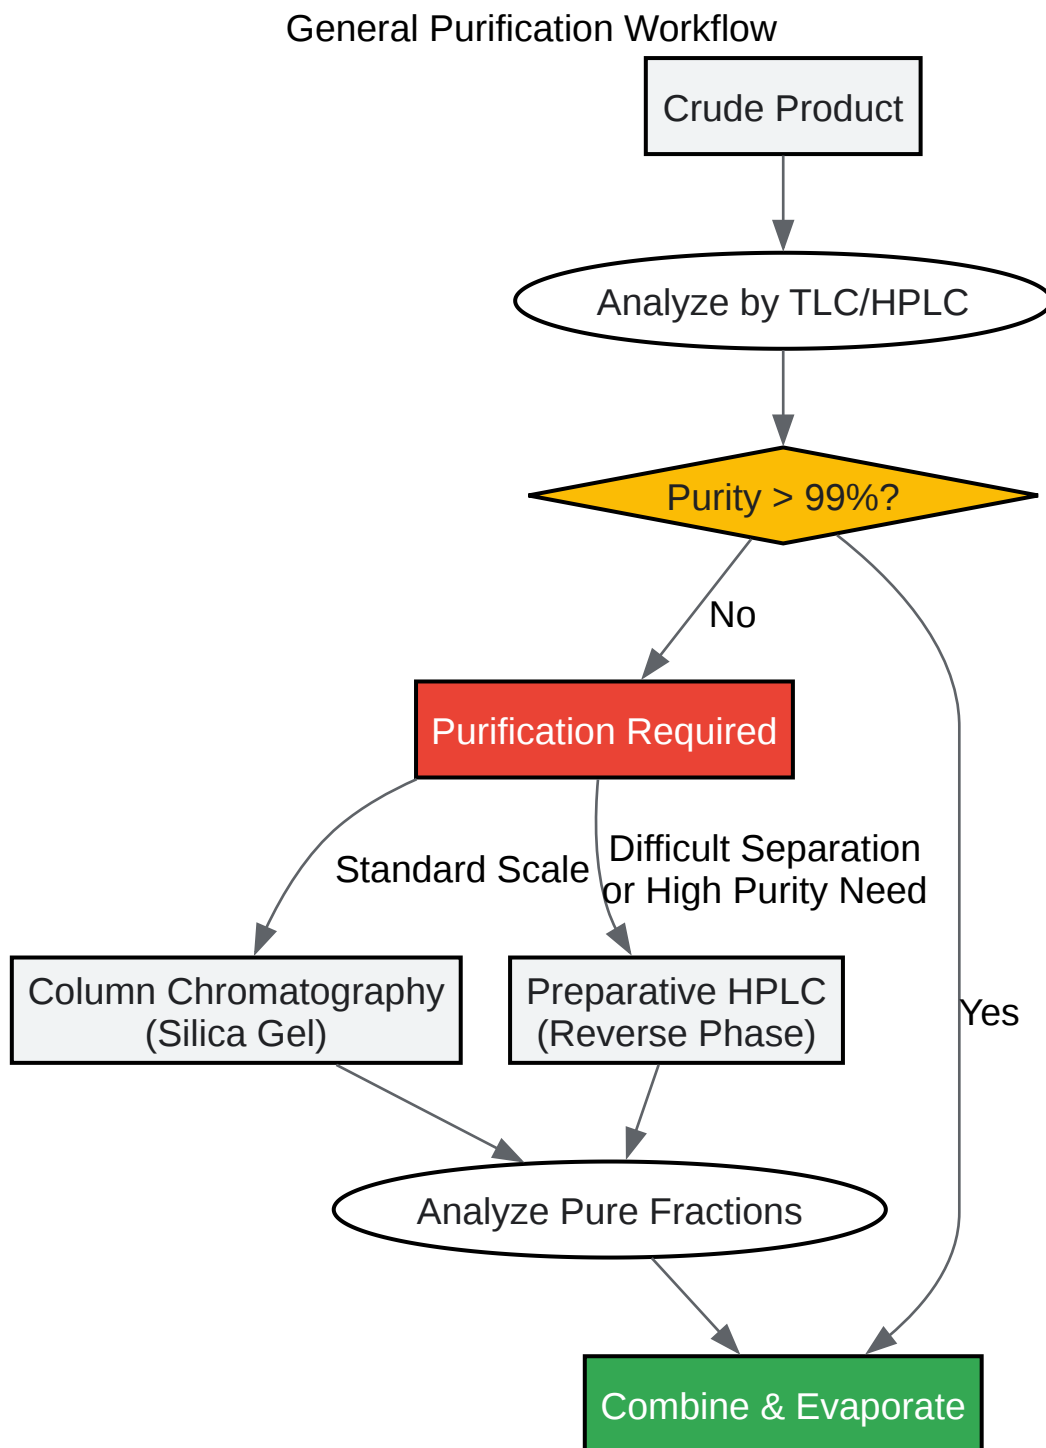 General Purification Workflow
Crude Product
Analyze by TLC/HPLC
Purity > 99%?
No
Purification Required
Standard Scale
Difficult Separation
or High Purity Need
Column Chromatography
(Silica Gel)
Preparative HPLC
(Reverse Phase)
Yes
Analyze Pure Fractions
Combine & Evaporate